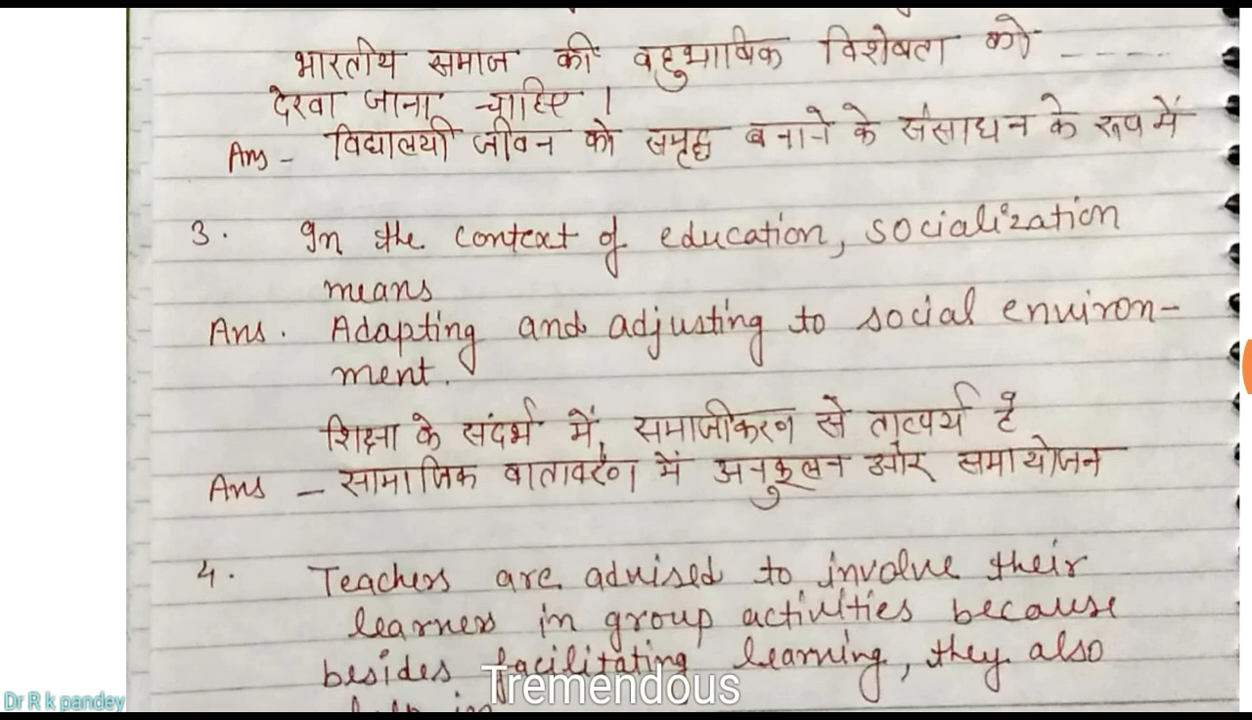 भारतीय समाज की बहुभाषिक विशेषता को -----
देखा जाना चाहिए ।
Ans - विद्यालयी जीवन को समृद्ध बनाने के संसाधन के रूप में
3. In the context of education, socialization
means
Ans. Adapting and adjusting to social environ-
ment.
शिक्षा के संदर्भ में, समाजीकरण से तात्पर्य है
Ans - सामाजिक वातावरण में अनुकूलन और समायोजन
4. Teachers are advised to involve their
learners in group activities because
besides facilitating learning, they also
Tremendous
Dr R k pandey